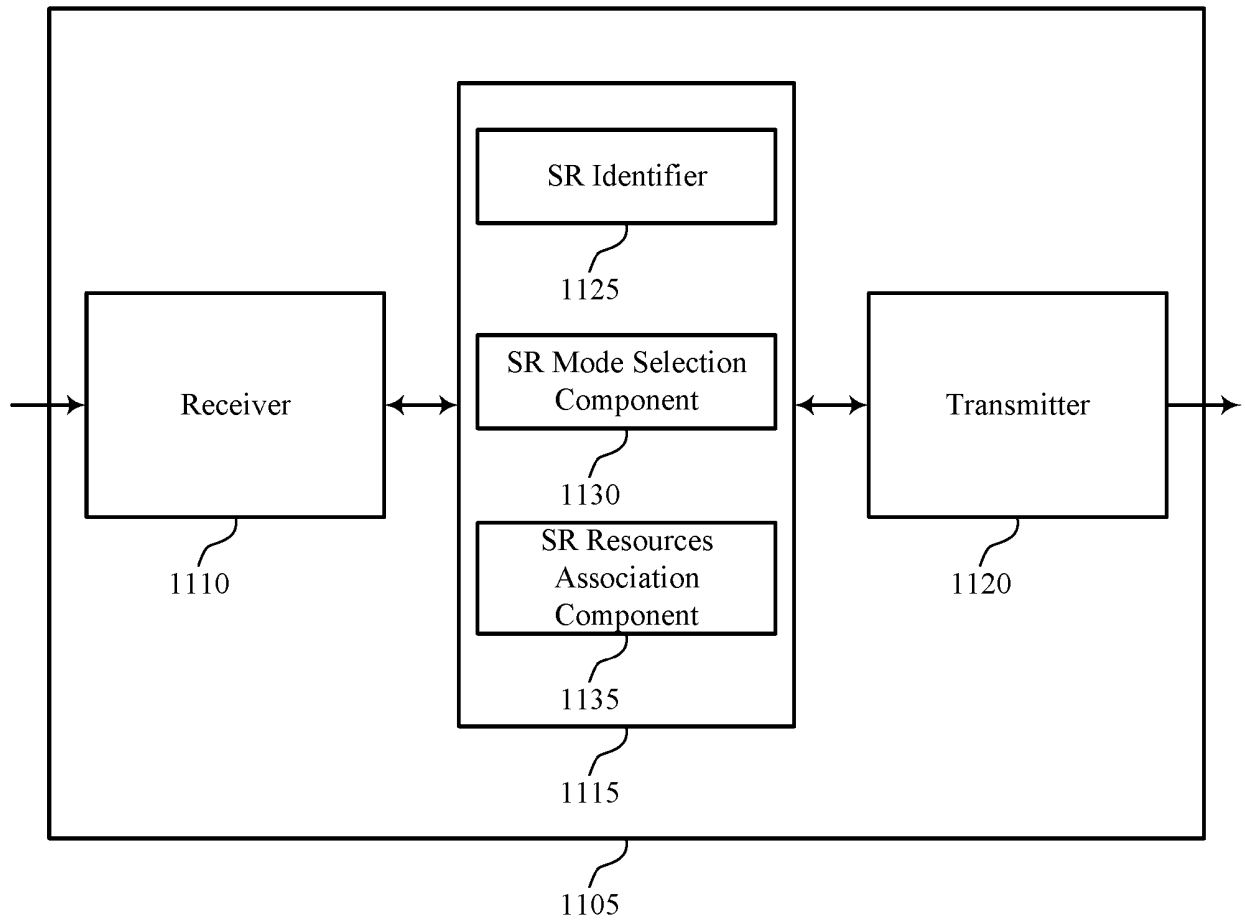 SR Identifier
1125
SR Mode Selection
Component
1130
SR Resources
Association
Component
1135
1115
Receiver
1110
Transmitter
1120
1105